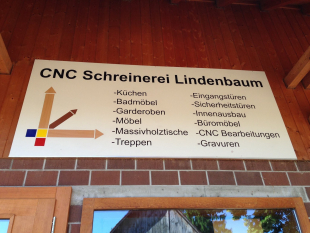 CNC Schreinerei Lindenbaum
-Küchen
-Badmöbel
-Garderoben
-Möbel
-Massivholztische
-Treppen
-Eingangstüren
-Sicherheitstüren
-Innenausbau
-Büromöbel
-CNC Bearbeitungen
-Gravuren